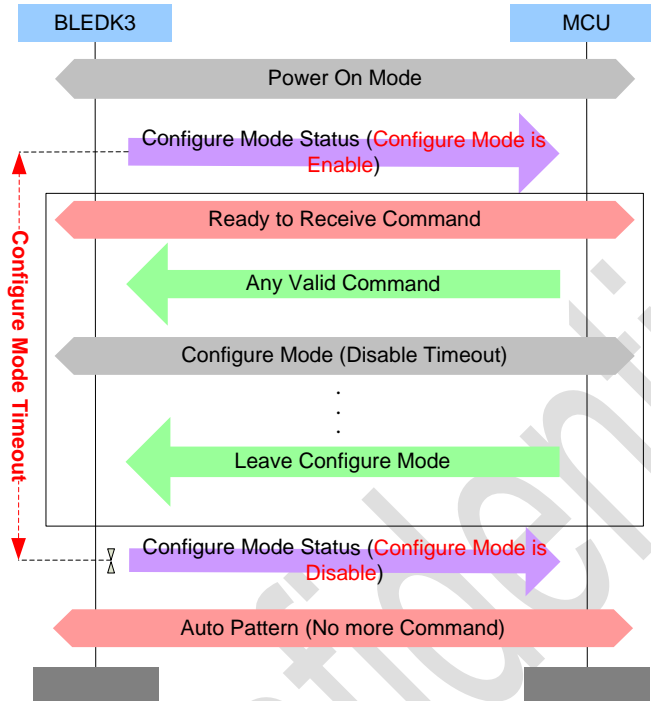 BLEDK3
MCU
Power On Mode
Configure Mode Status (Configure Mode is
Enable)
Ready to Receive Command
Any Valid Command
Configure Mode (Disable Timeout)
.
.
.
Leave Configure Mode
Configure Mode Timeout
Configure Mode Status (Configure Mode is
Disable)
Auto Pattern (No more Command)